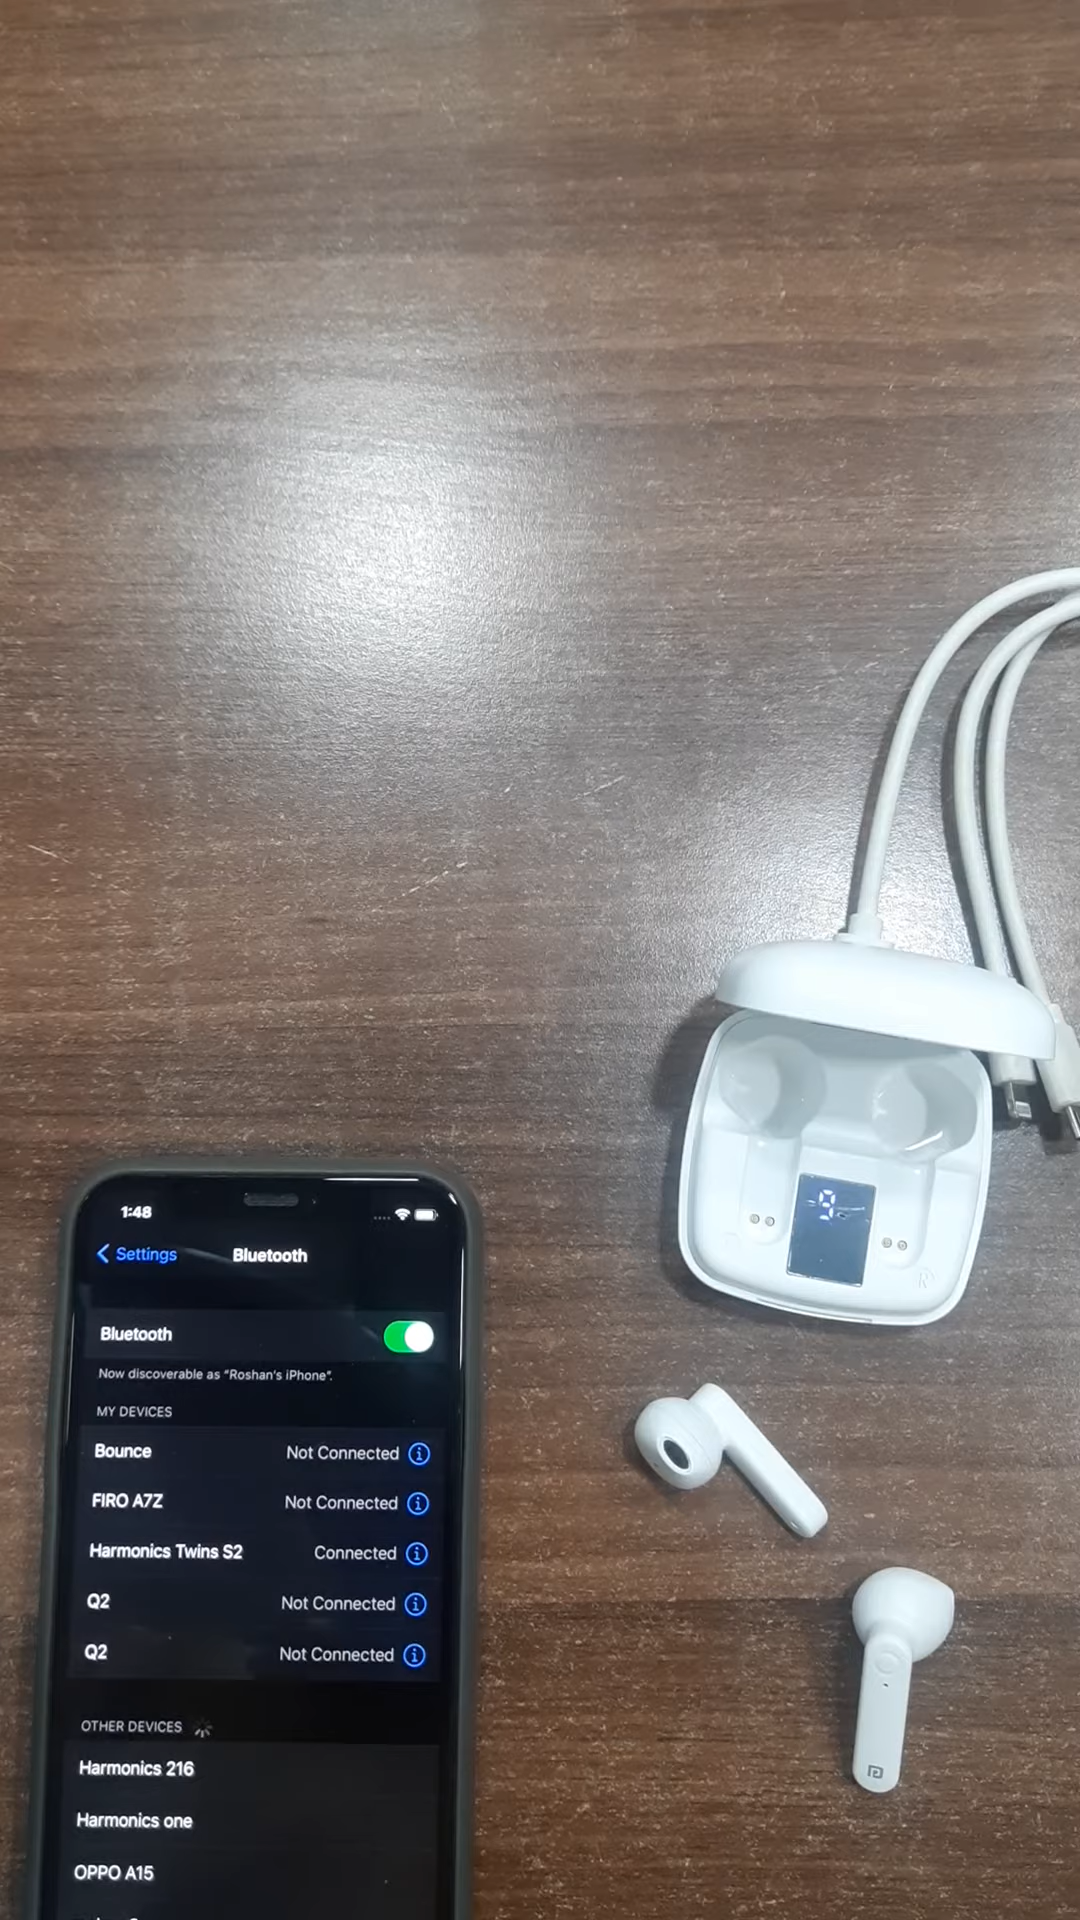 1:48
Settings
Bluetooth
Bluetooth
Now discoverable as “Roshan's iPhone”.
MY DEVICES
Bounce Not Connected
FIRO A7Z Not Connected
Harmonics Twins S2 Connected
Q2 Not Connected
Q2 Not Connected
OTHER DEVICES
Harmonics 216
Harmonics one
OPPO A15
R